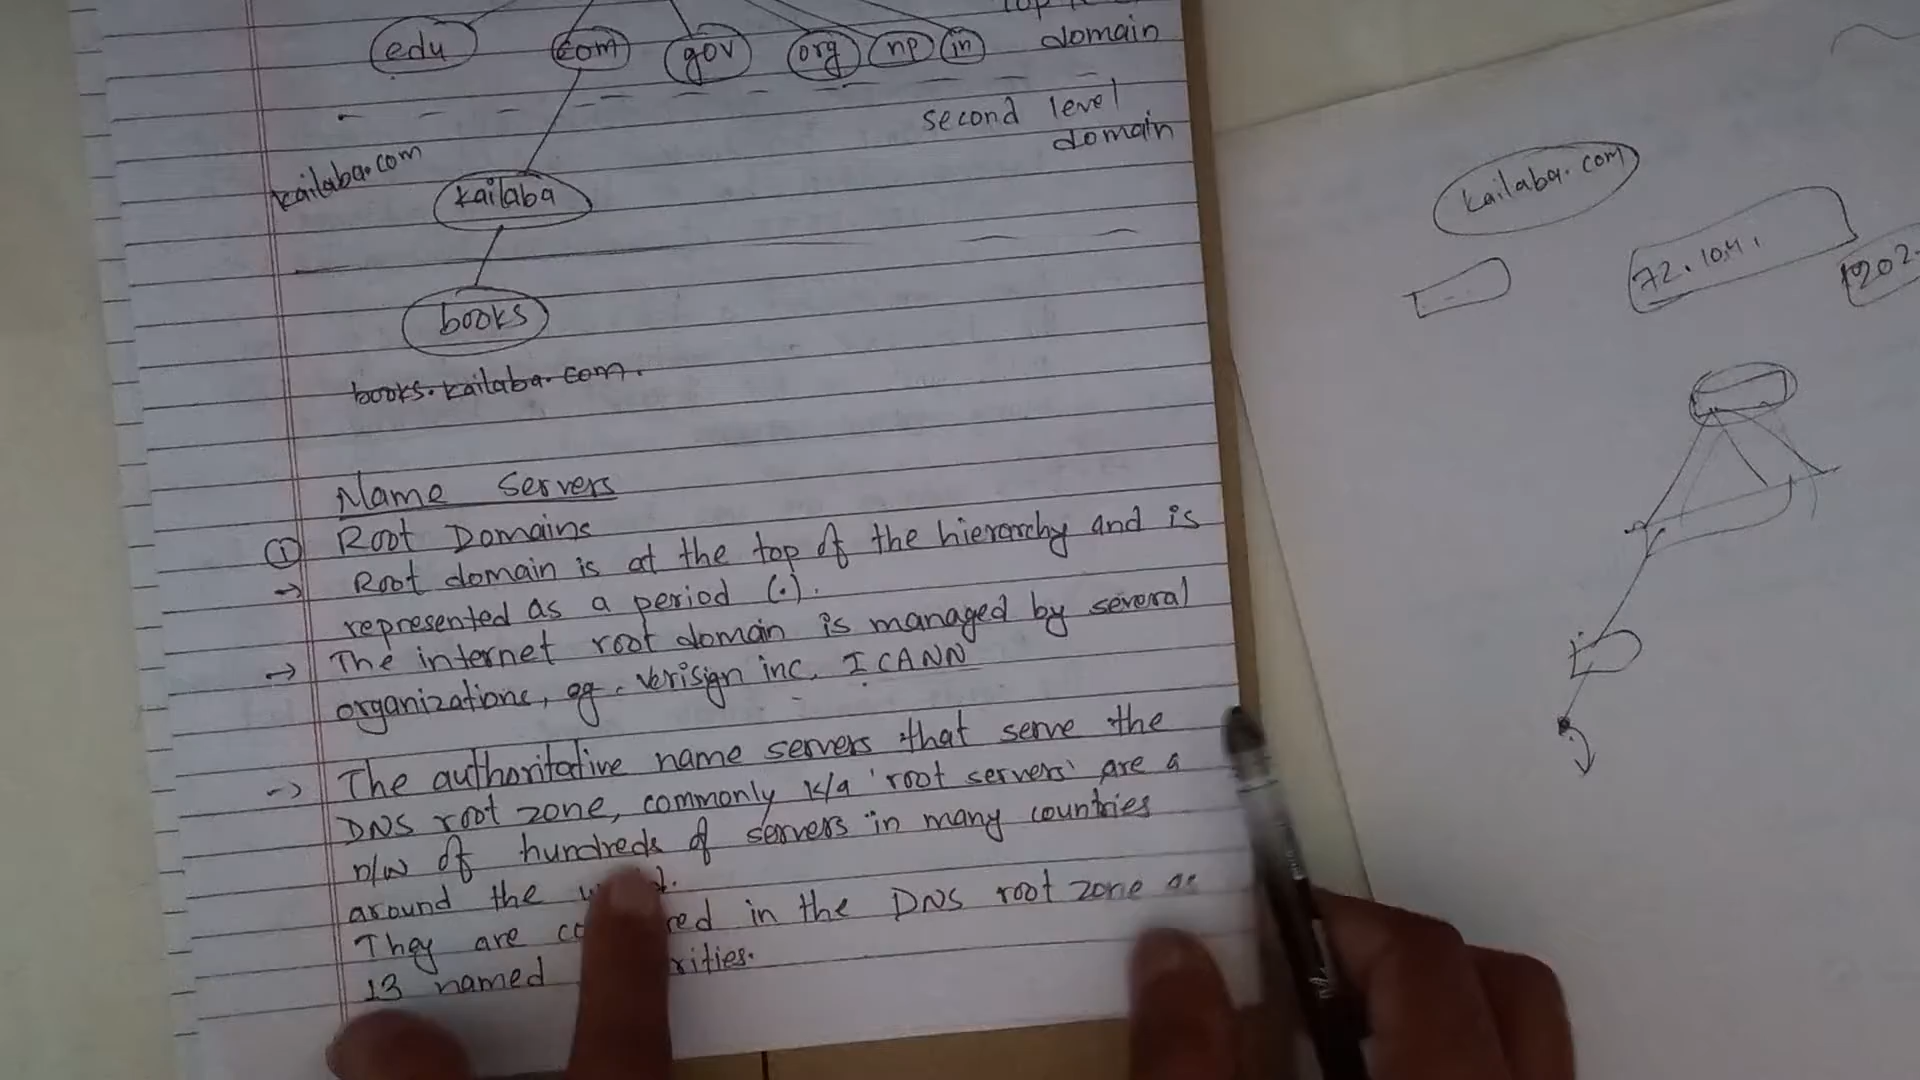 edu com gov org np in domain
second level
domain
kailaba.com
kailaba
books
books.kailaba.com.
Name Servers
① Root Domains
→ Root domain is at the top of the hierarchy and is
represented as a period (.).
→ The internet root domain is managed by several
organizations, eg. Verisign inc. ICANN
→ The authoritative name servers that serve the
DNS root zone, commonly k/a 'root servers' are a
n/w of hundreds of servers in many countries
around the
They are in the DNS root zone as
13 named
kailaba.com
72.104.
202.